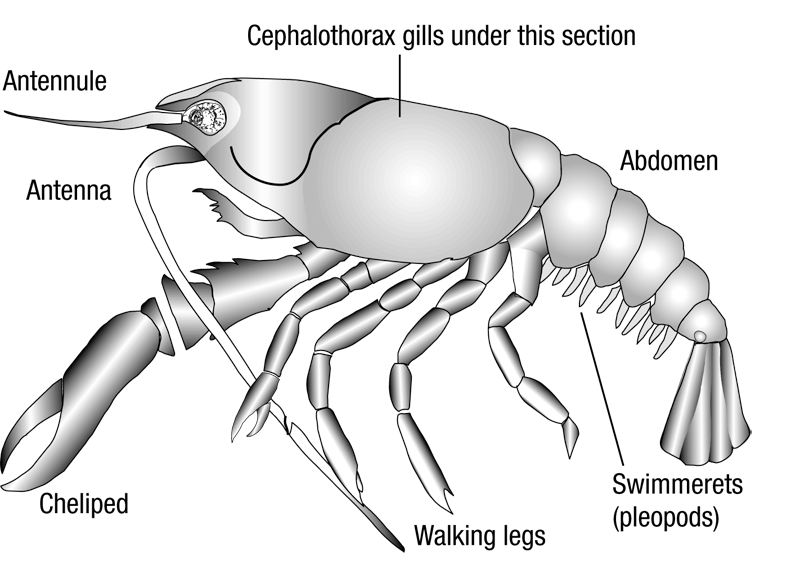 Cephalothorax gills under this section
Antennule
Abdomen
Antenna
Swimmerets
(pleopods)
Cheliped
Walking legs